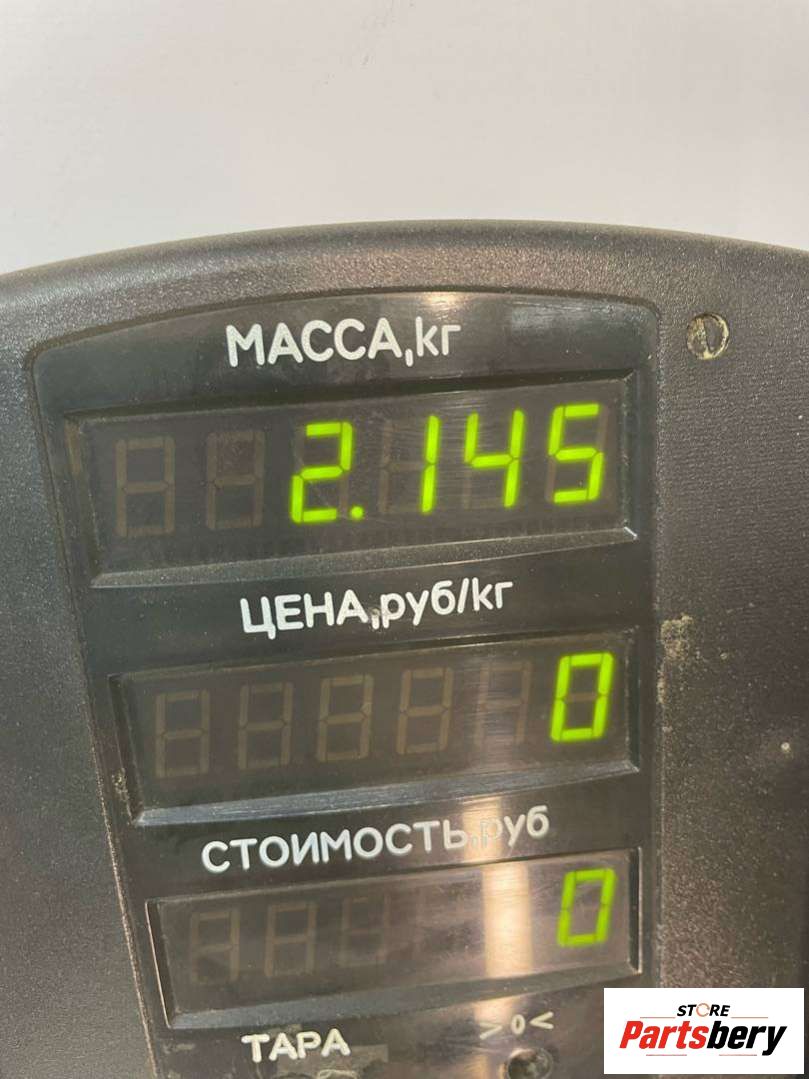 МАССА,кг
2.145
ЦЕНА,руб/кг
0
СТОИМОСТЬ,руб
0
ТАРА >0<
STORE
Partsbery